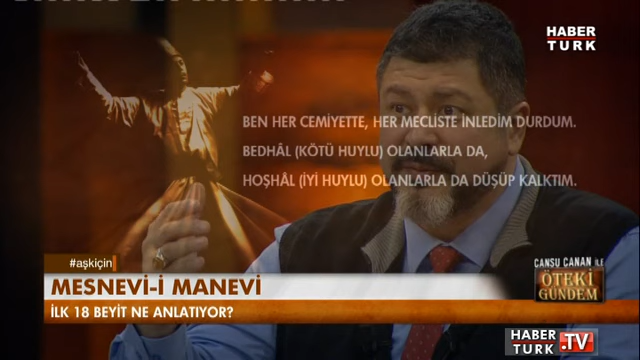 HABER
TURK
BEN HER CEMİYETTE, HER MECLİSTE İNLEDİM DURDUM.
BEDHÂL (KÖTÜ HUYLU) OLANLARLA DA,
HOŞHÂL (İYİ HUYLU) OLANLARLA DA DÜŞÜP KALKTIM.
#aşkiçin
MESNEVİ-İ MANEVİ
İLK 18 BEYİT NE ANLATIYOR?
CANSU CANAN İLE
ÖTEKİ
GÜNDEM
HABER
TURK .TV